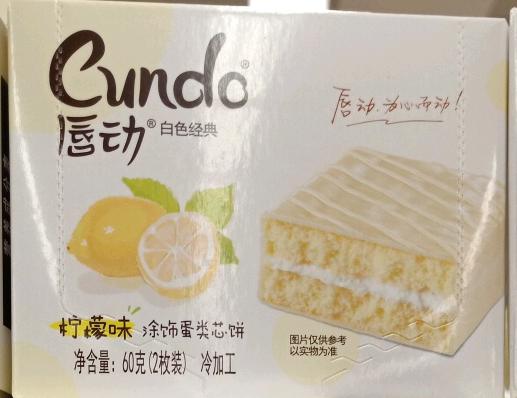 Cundo®
唇动®白色经典
唇动,为心而动!
柠檬味 涂饰蛋类芯饼
净含量: 60克(2枚装) 冷加工
图片仅供参考
以实物为准